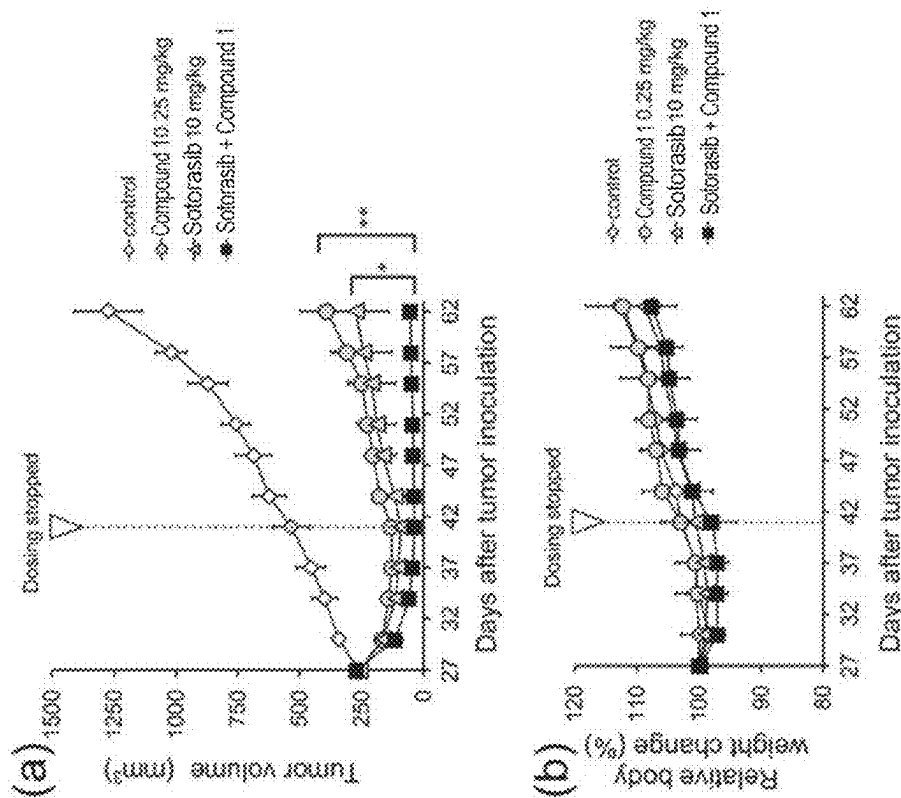 (a)
Tumor volume (mm³)
1500
1250
1000
750
500
250
0
Dosing stopped
27 32 37 42 47 52 57 62
Days after tumor inoculation
* **
control
Compound 1 0.25 mg/kg
Sotorasib 10 mg/kg
Sotorasib + Compound 1
(b)
Relative body
weight change (%)
120
110
100
90
80
Dosing stopped
27 32 37 42 47 52 57 62
Days after tumor inoculation
control
Compound 1 0.25 mg/kg
Sotorasib 10 mg/kg
Sotorasib + Compound 1